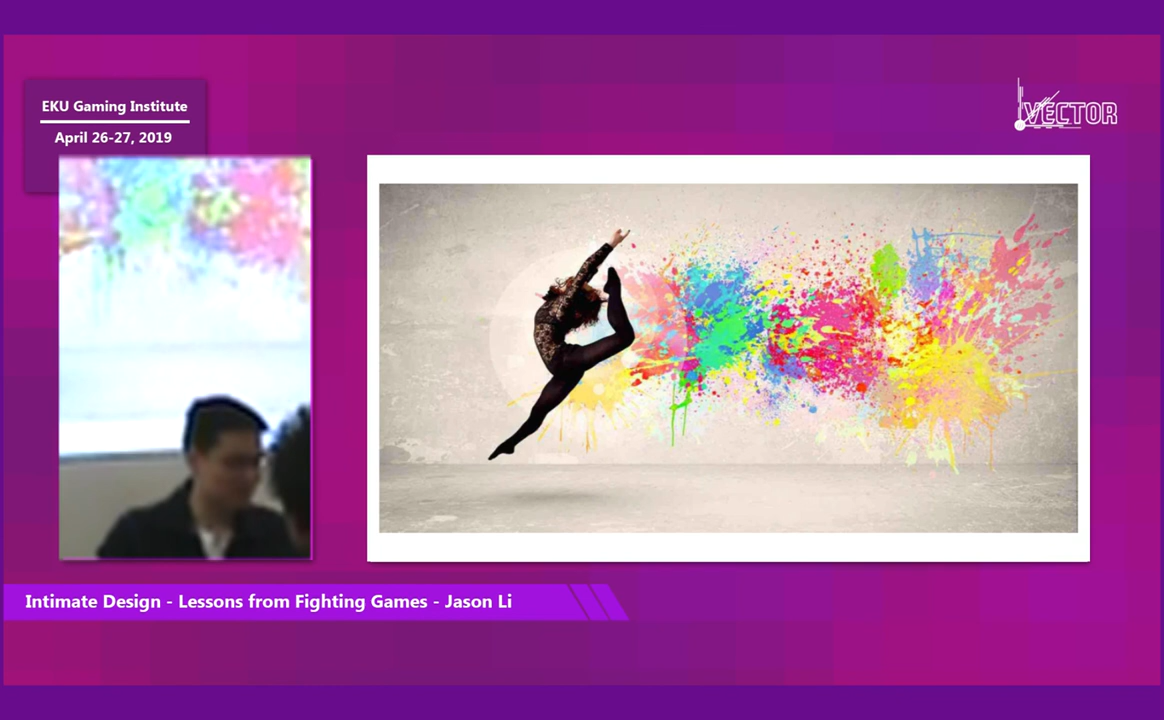 EKU Gaming Institute
April 26-27, 2019
VECTOR
Intimate Design - Lessons from Fighting Games - Jason Li